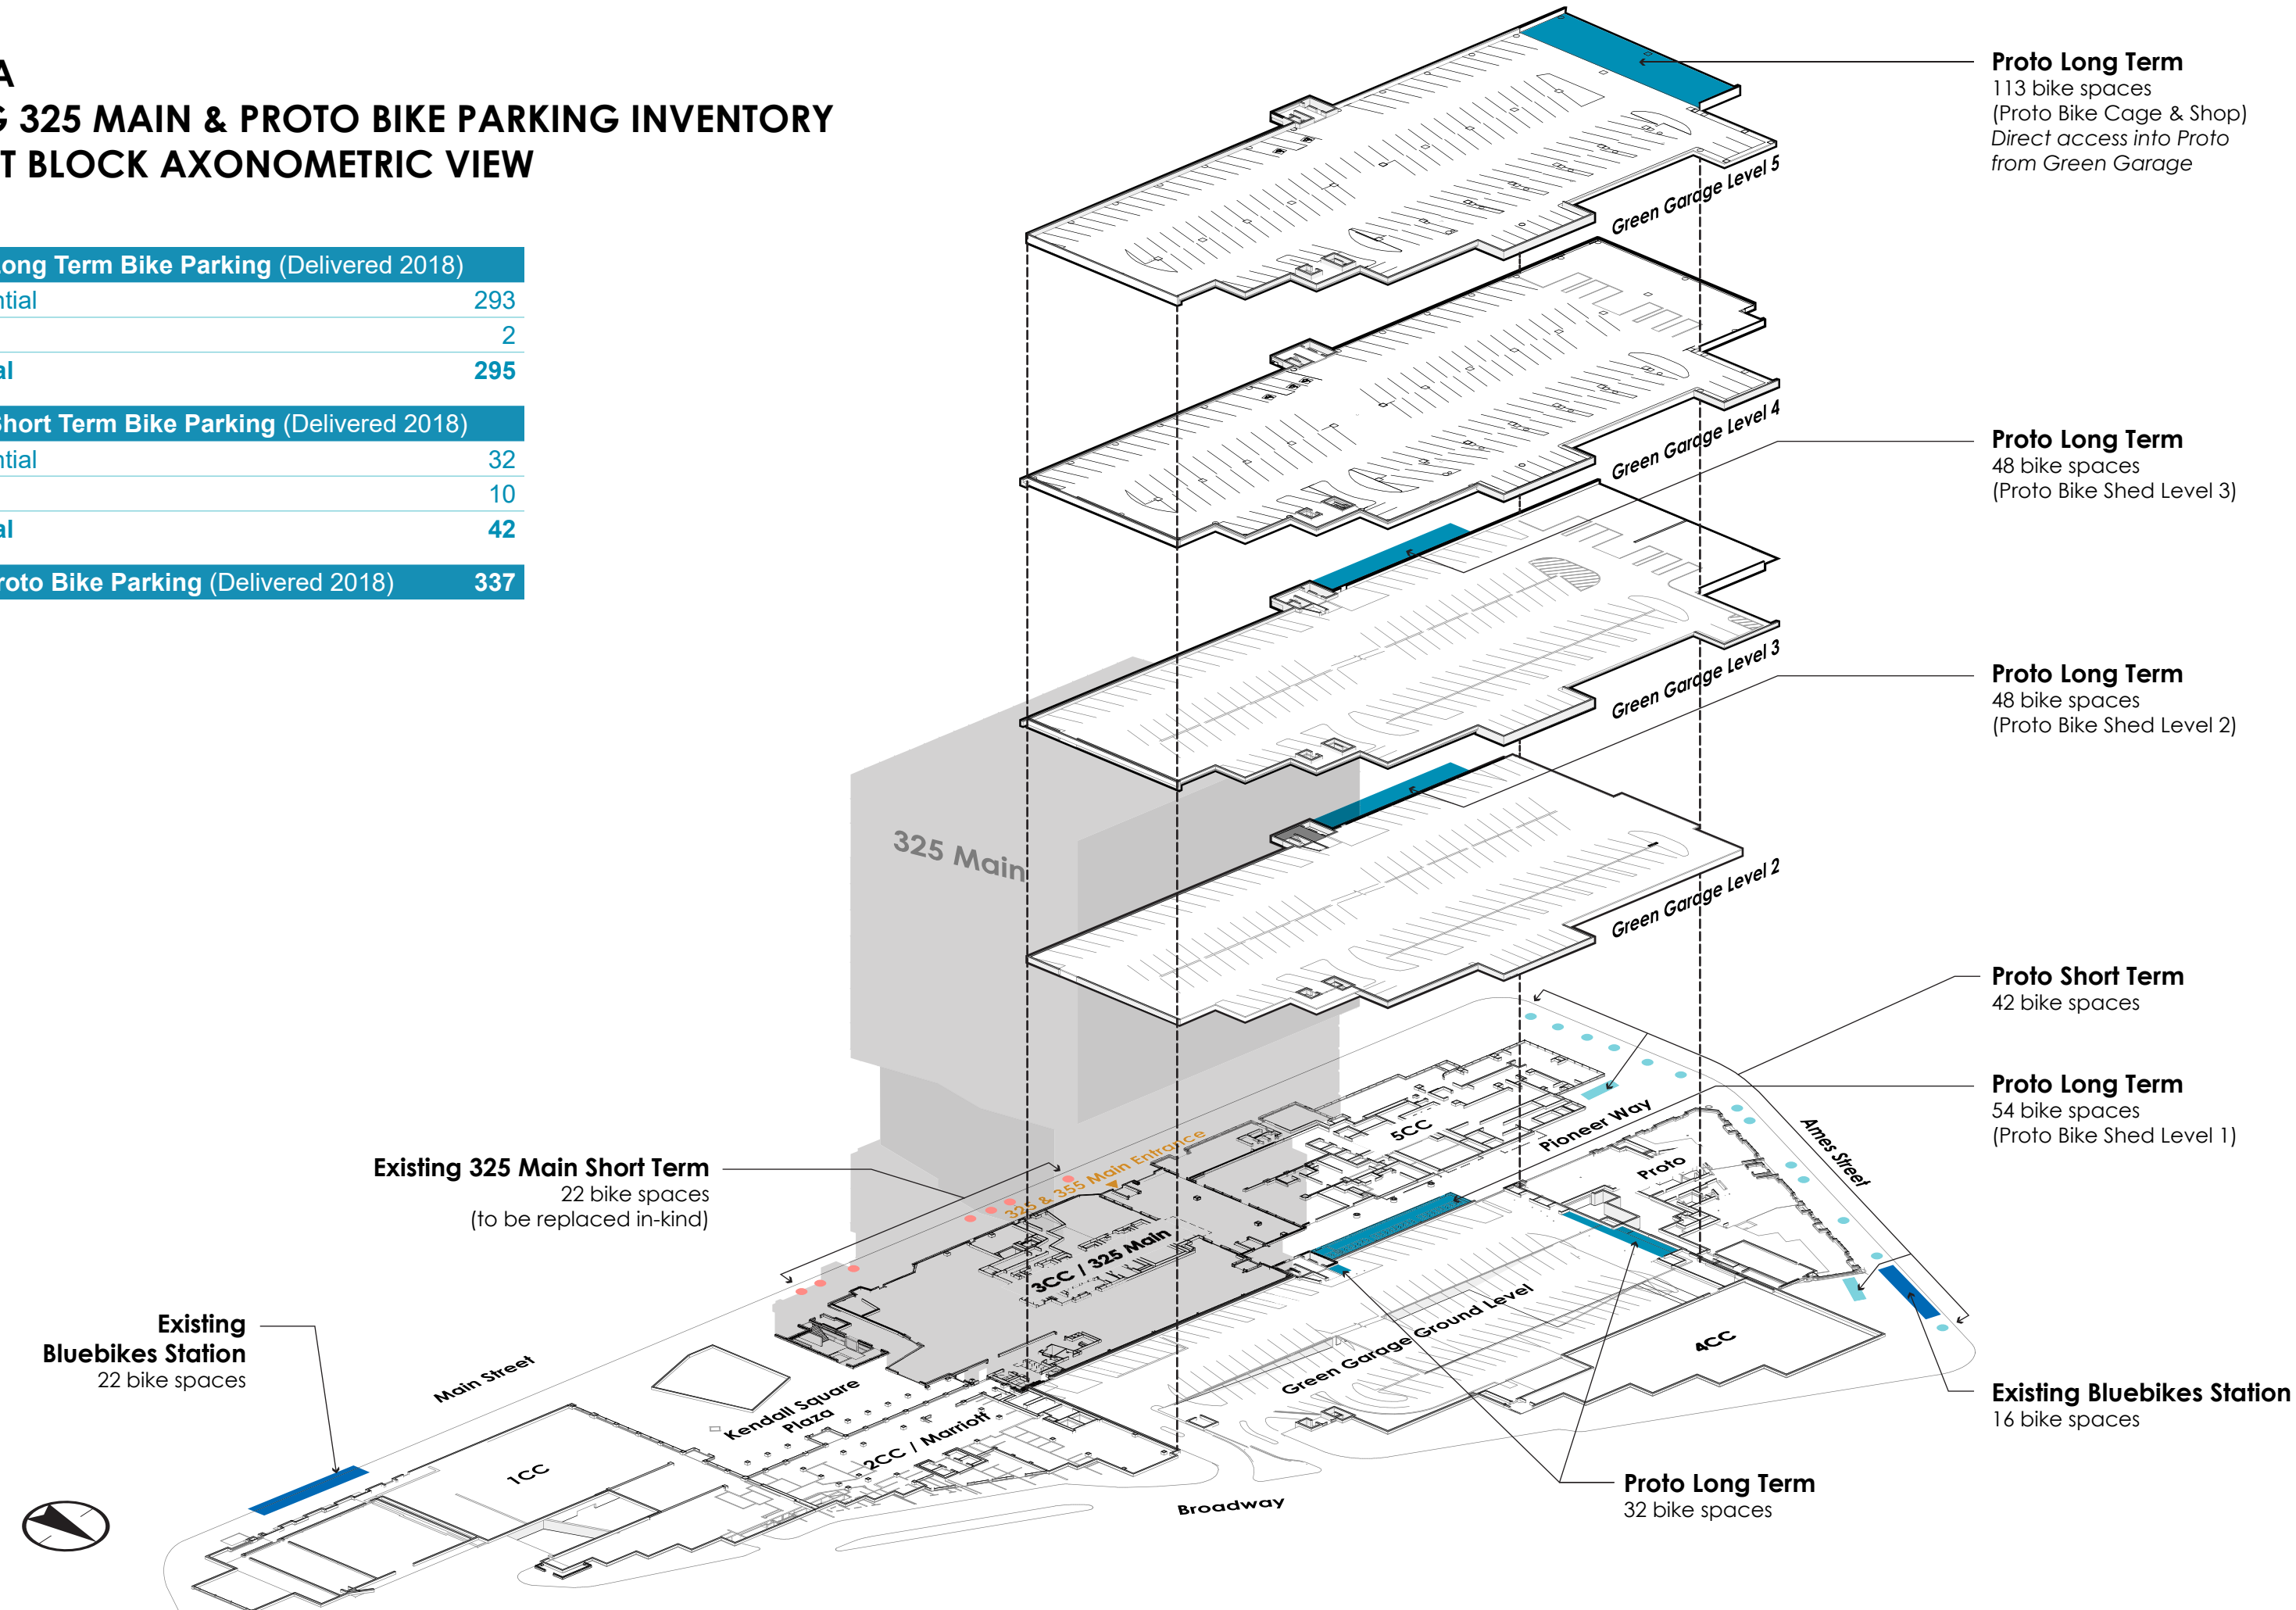 A
G 325 MAIN & PROTO BIKE PARKING INVENTORY
T BLOCK AXONOMETRIC VIEW
Long Term Bike Parking (Delivered 2018)
ntial 293
2
al 295
Short Term Bike Parking (Delivered 2018)
ntial 32
10
al 42
roto Bike Parking (Delivered 2018) 337
Proto Long Term
113 bike spaces
(Proto Bike Cage & Shop)
Direct access into Proto
from Green Garage
Green Garage Level 5
Green Garage Level 4
Proto Long Term
48 bike spaces
(Proto Bike Shed Level 3)
Green Garage Level 3
Proto Long Term
48 bike spaces
(Proto Bike Shed Level 2)
325 Main
Green Garage Level 2
Proto Short Term
42 bike spaces
Proto Long Term
54 bike spaces
(Proto Bike Shed Level 1)
5CC
Pioneer Way
Proto
Ames Street
Existing 325 Main Short Term
22 bike spaces
(to be replaced in-kind)
325 & 355 Main Entrance
3CC / 325 Main
Green Garage Ground Level
4CC
Existing
Bluebikes Station
22 bike spaces
Main Street
Kendall Square
Plaza
2CC / Marriott
1CC
Broadway
Existing Bluebikes Station
16 bike spaces
Proto Long Term
32 bike spaces